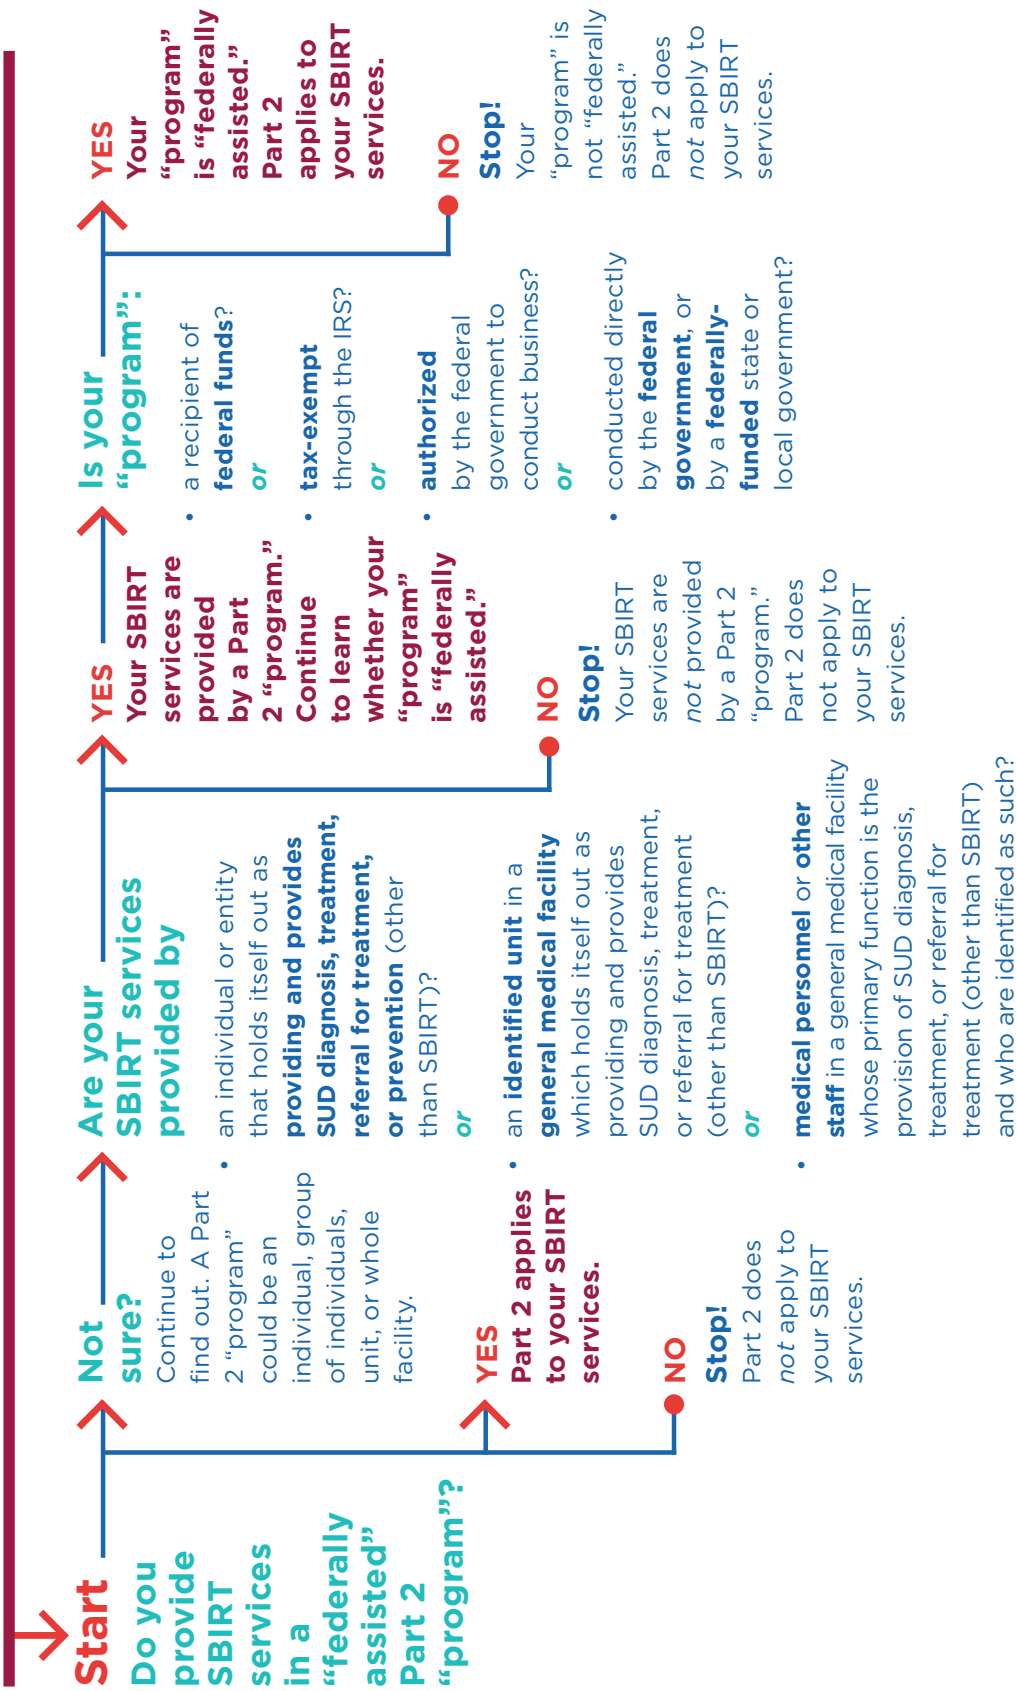 Start
Do you
provide
SBIRT
services
in a
“federally
assisted”
Part 2
“program”?
Not
sure?
Continue to
find out. A Part
2 “program”
could be an
individual, group
of individuals,
unit, or whole
facility.
YES
Part 2 applies
to your SBIRT
services.
NO
Stop!
Part 2 does
not apply to
your SBIRT
services.
Are your
SBIRT services
provided by
• an individual or entity
that holds itself out as
providing and provides
SUD diagnosis, treatment,
referral for treatment,
or prevention (other
than SBIRT)?
or
• an identified unit in a
general medical facility
which holds itself out as
providing and provides
SUD diagnosis, treatment,
or referral for treatment
(other than SBIRT)?
or
• medical personnel or other
staff in a general medical facility
whose primary function is the
provision of SUD diagnosis,
treatment, or referral for
treatment (other than SBIRT)
and who are identified as such?
YES
Your SBIRT
services are
provided
by a Part
2 “program.”
Continue
to learn
whether your
“program”
is “federally
assisted.”
NO
Stop!
Your SBIRT
services are
not provided
by a Part 2
“program.”
Part 2 does
not apply to
your SBIRT
services.
Is your
“program”:
• a recipient of
federal funds?
or
• tax-exempt
through the IRS?
or
• authorized
by the federal
government to
conduct business?
or
• conducted directly
by the federal
government, or
by a federally-
funded state or
local government?
YES
Your
“program”
is “federally
assisted.”
Part 2
applies to
your SBIRT
services.
NO
Stop!
Your
“program” is
not “federally
assisted.”
Part 2 does
not apply to
your SBIRT
services.